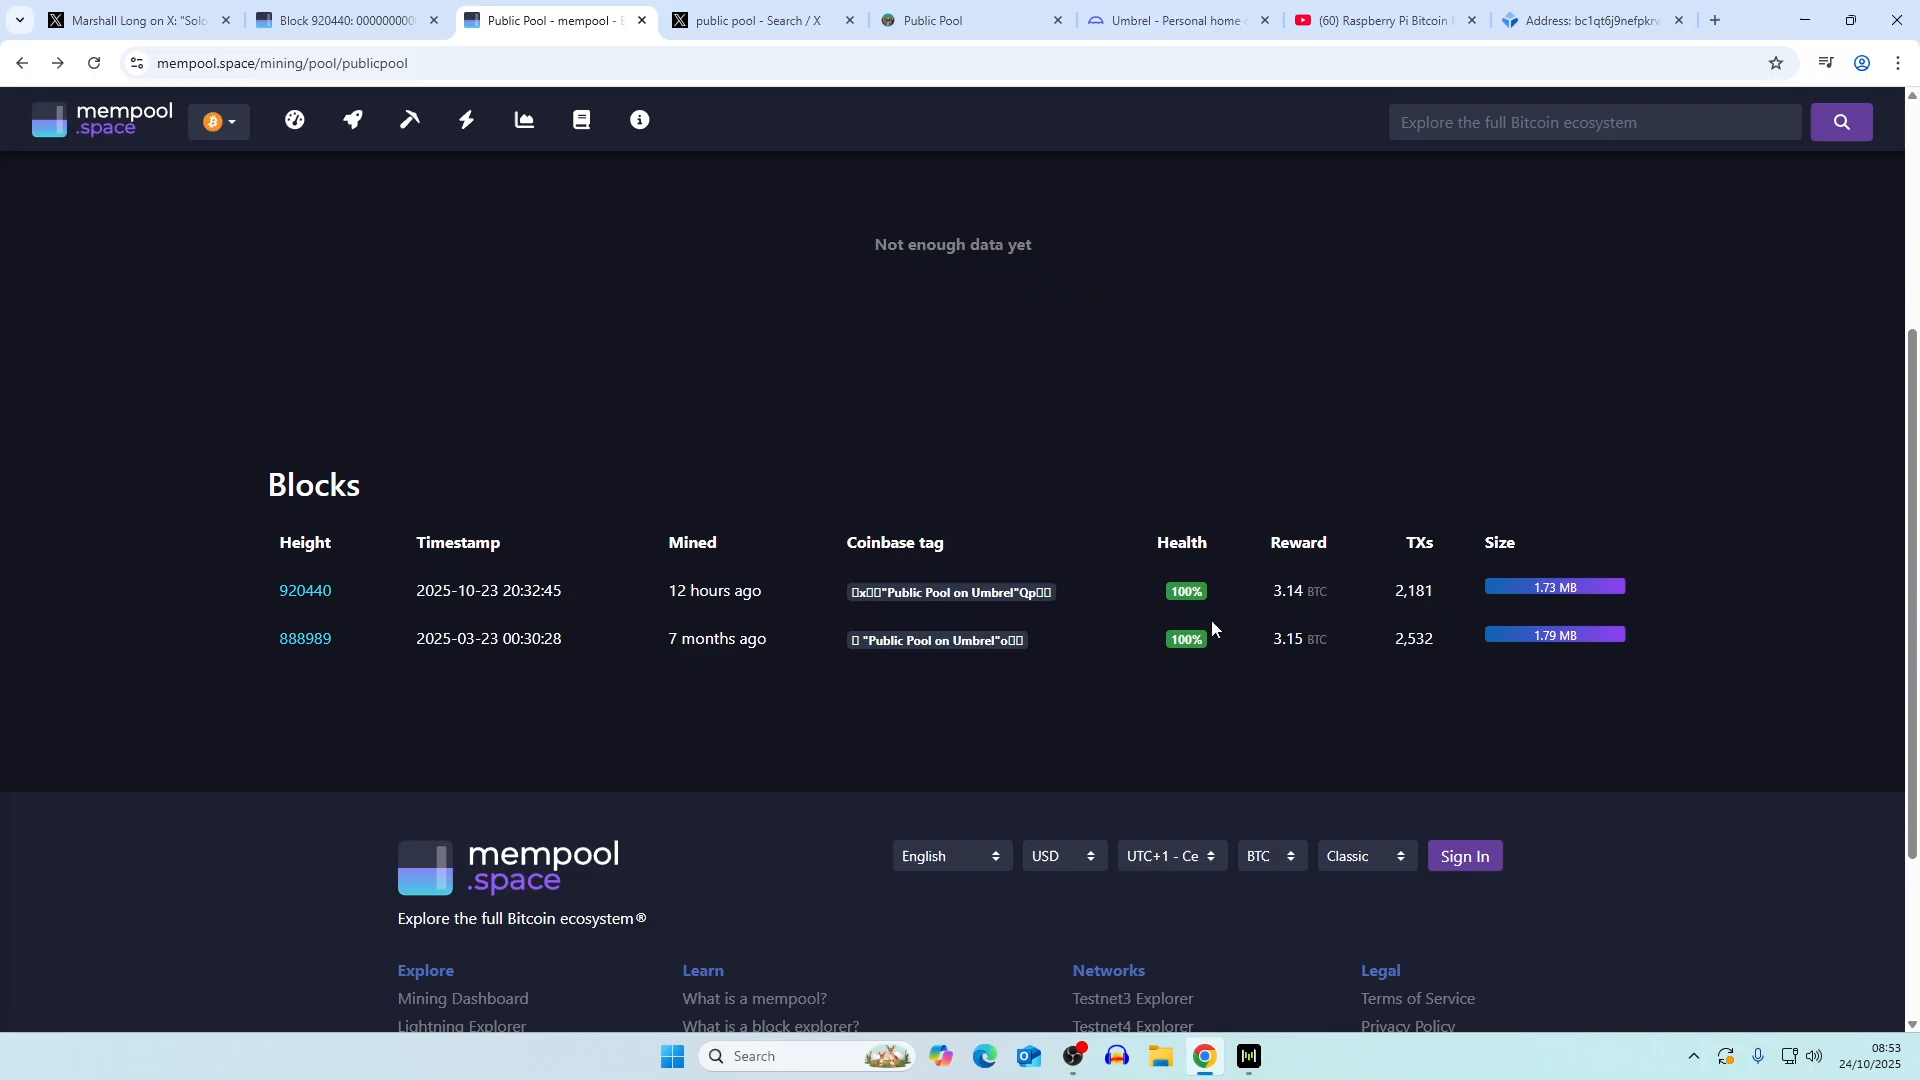 Marshall Long on X: "Solo
Block 920440: 000000000
Public Pool - mempool - B
public pool - Search / X
Public Pool
Umbrel - Personal home c
(60) Raspberry Pi Bitcoin
Address: bc1qt6j9nefpkrv
mempool.space/mining/pool/publicpool
mempool
.space
Explore the full Bitcoin ecosystem
Not enough data yet
Blocks
Height Timestamp Mined Coinbase tag Health Reward TXs Size
920440 2025-10-23 20:32:45 12 hours ago □x□□"Public Pool on Umbrel"Qp□□ 100% 3.14 BTC 2,181 1.73 MB
888989 2025-03-23 00:30:28 7 months ago □ "Public Pool on Umbrel"o□□ 100% 3.15 BTC 2,532 1.79 MB
mempool
.space
English USD UTC+1 - Ce BTC Classic Sign In
Explore the full Bitcoin ecosystem®
Explore Learn Networks Legal
Mining Dashboard What is a mempool? Testnet3 Explorer Terms of Service
Lightning Explorer What is a block explorer? Testnet4 Explorer Privacy Policy
Search
08:53
24/10/2025